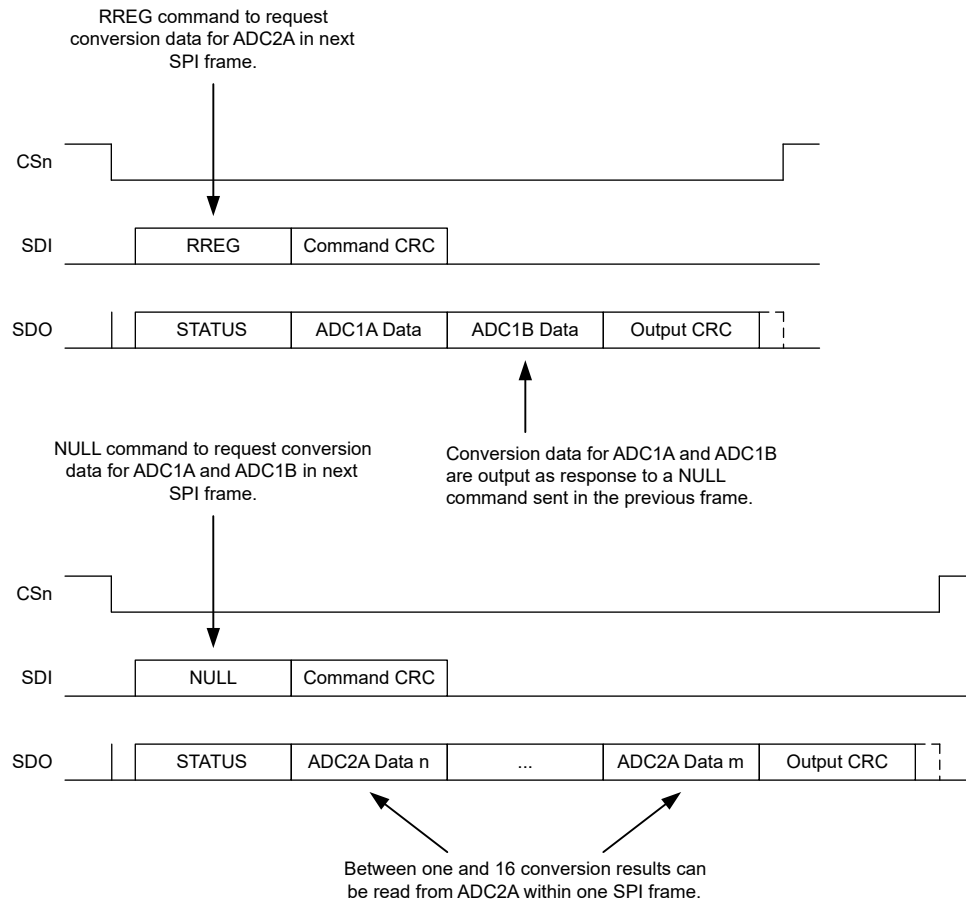 RREG command to request
conversion data for ADC2A in next
SPI frame.
CSn
SDI
RREG
Command CRC
SDO
STATUS
ADC1A Data
ADC1B Data
Output CRC
NULL command to request conversion
data for ADC1A and ADC1B in next
SPI frame.
Conversion data for ADC1A and ADC1B
are output as response to a NULL
command sent in the previous frame.
CSn
SDI
NULL
Command CRC
SDO
STATUS
ADC2A Data n
...
ADC2A Data m
Output CRC
Between one and 16 conversion results can
be read from ADC2A within one SPI frame.